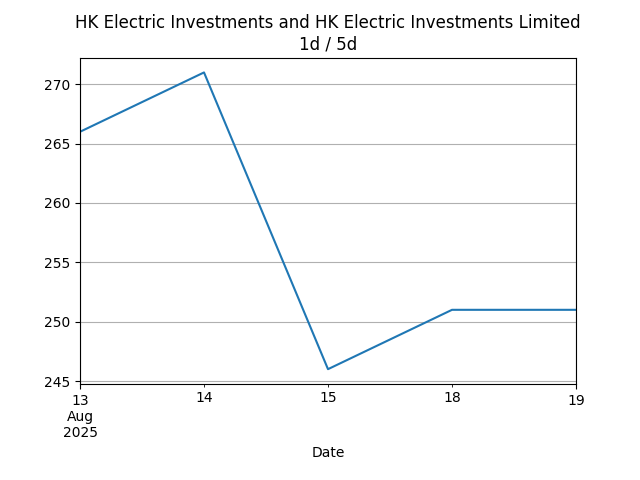 HK Electric Investments and HK Electric Investments Limited
1d / 5d
270
265
260
255
250
245
13 14 15 18 19
Aug
2025
Date